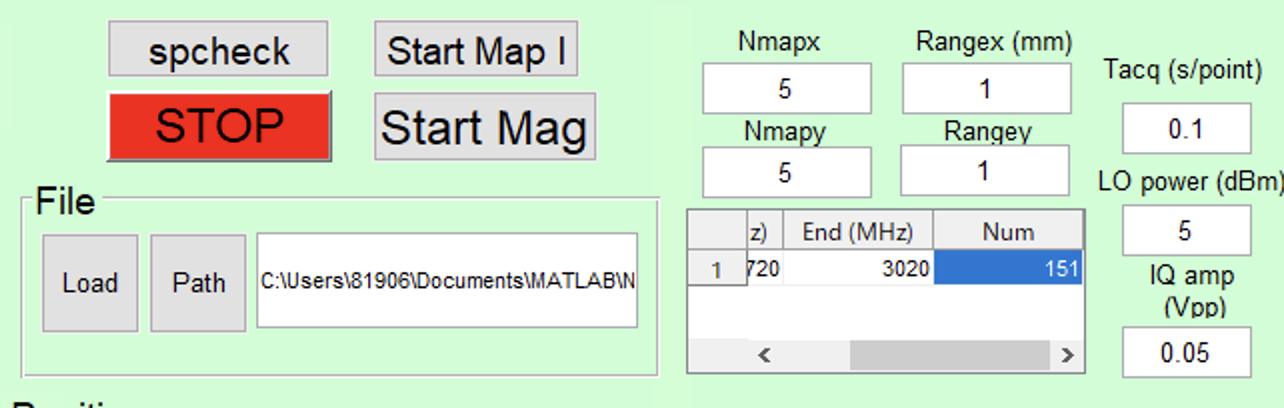 spcheck
Start Map I
STOP
Start Mag
Nmapx
Rangex (mm)
5
1
Nmapy
Rangey
5
1
Tacq (s/point)
0.1
LO power (dBm)
5
IQ amp
(Vpp)
0.05
File
Load
Path
C:\Users\81906\Documents\MATLAB\N
z) End (MHz) Num
1 720 3020 151